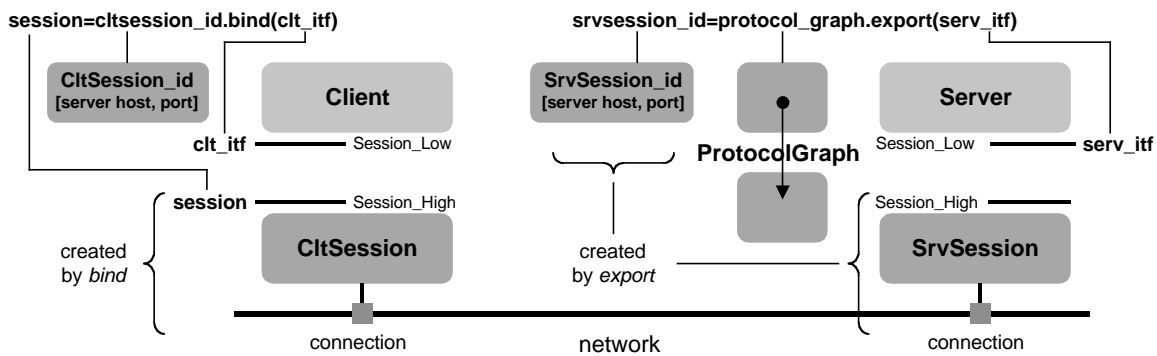 session=cltsession_id.bind(clt_itf)
srvsession_id=protocol_graph.export(serv_itf)
CltSession_id
[server host, port]
Client
SrvSession_id
[server host, port]
Server
clt_itf
Session_Low
ProtocolGraph
Session_Low
serv_itf
session
Session_High
Session_High
created
by bind
CltSession
created
by export
SrvSession
connection
network
connection